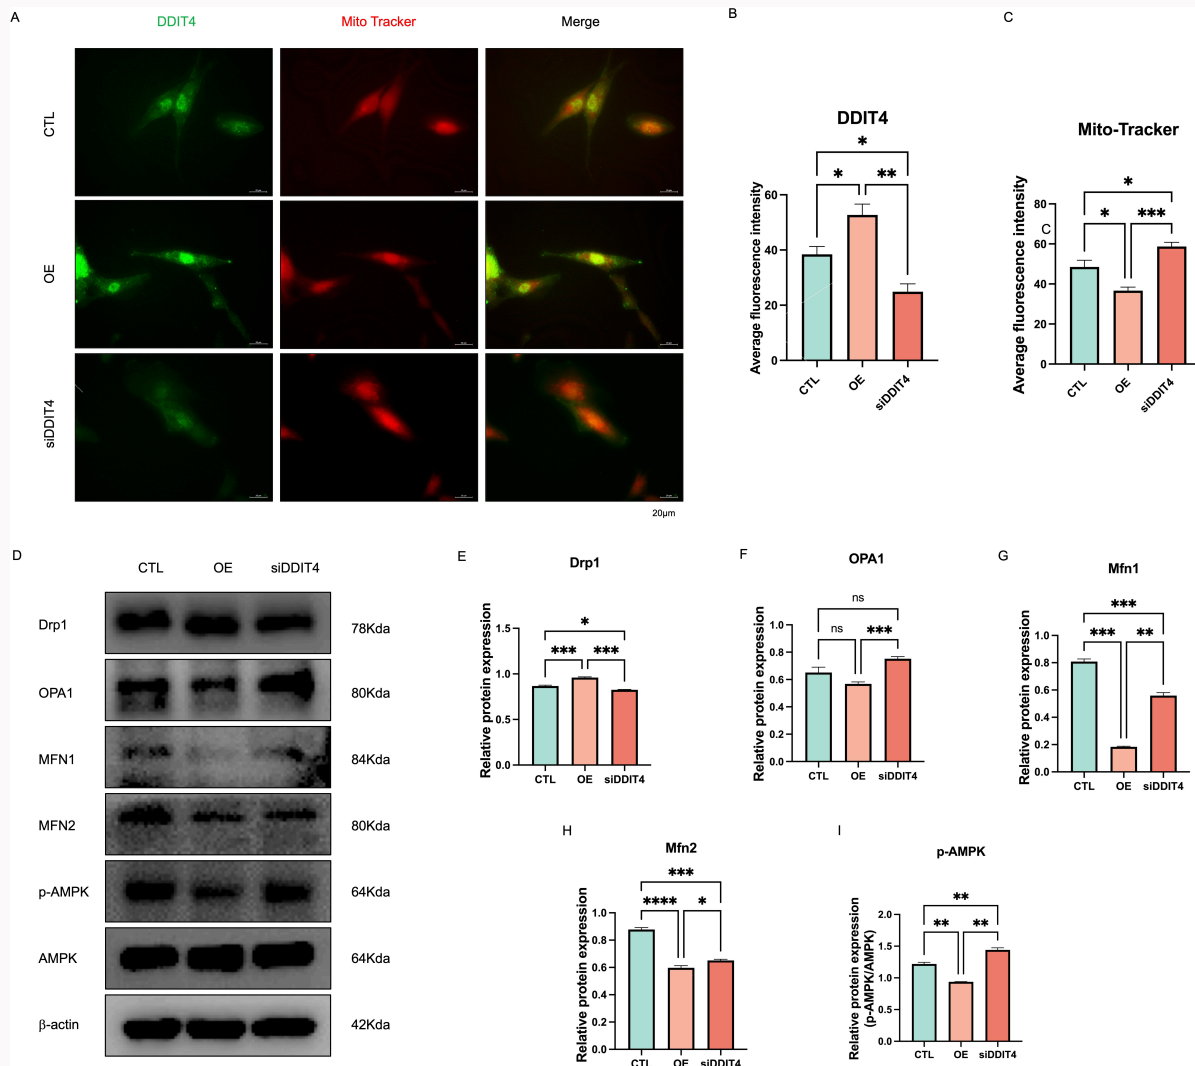 A
DDIT4
Mito Tracker
Merge
CTL
OE
siDDIT4
20μm
B
DDIT4
*
* **
Average fluorescence intensity
60
40
20
0
CTL OE siDDIT4
C
Mito-Tracker
*
* ***
Average fluorescence intensity
80
C
60
40
20
0
CTL OE siDDIT4
D
CTL OE siDDIT4
Drp1 78Kda
OPA1 80Kda
MFN1 84Kda
MFN2 80Kda
p-AMPK 64Kda
AMPK 64Kda
β-actin 42Kda
E
Drp1
*
*** ***
Relative protein expression
1.5
1.0
0.5
0.0
CTL OE siDDIT4
F
OPA1
ns
ns ***
Relative protein expression
1.0
0.8
0.6
0.4
0.2
0.0
CTL OE siDDIT4
G
Mfn1
***
*** **
Relative protein expression
1.0
0.8
0.6
0.4
0.2
0.0
CTL OE siDDIT4
H
Mfn2
***
**** *
Relative protein expression
1.0
0.8
0.6
0.4
0.2
0.0
CTL OE siDDIT4
I
p-AMPK
**
** **
Relative protein expression
(p-AMPK/AMPK)
2.0
1.5
1.0
0.5
0.0
CTL OE siDDIT4